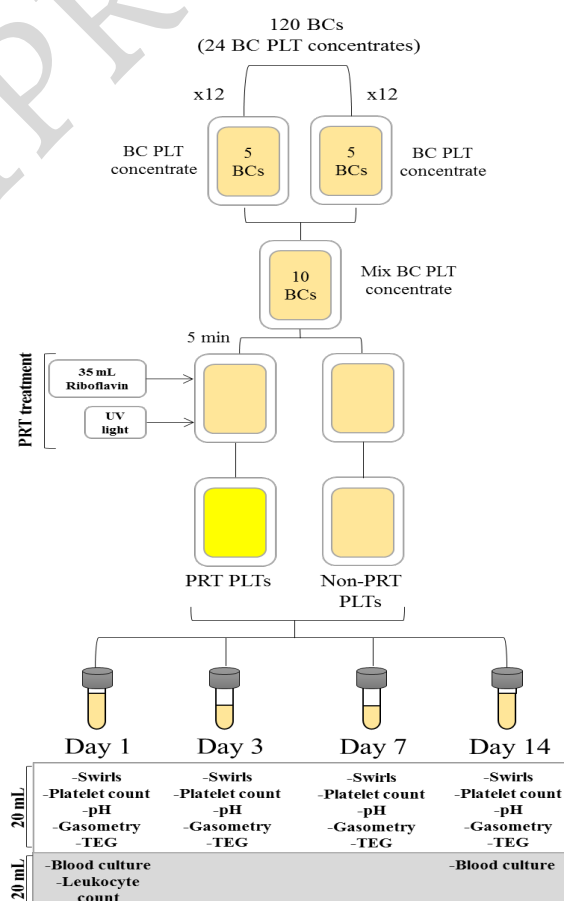 120 BCs
(24 BC PLT concentrates)
x12
x12
BC PLT
concentrate
5
BCs
5
BCs
BC PLT
concentrate
10
BCs
Mix BC PLT
concentrate
5 min
PRT treatment
35 mL
Riboflavin
UV
light
PRT PLTs
Non-PRT
PLTs
Day 1
Day 3
Day 7
Day 14
20 mL
-Swirls
-Platelet count
-pH
-Gasometry
-TEG
-Swirls
-Platelet count
-pH
-Gasometry
-TEG
-Swirls
-Platelet count
-pH
-Gasometry
-TEG
-Swirls
-Platelet count
-pH
-Gasometry
-TEG
20 mL
-Blood culture
-Leukocyte
count
-Blood culture